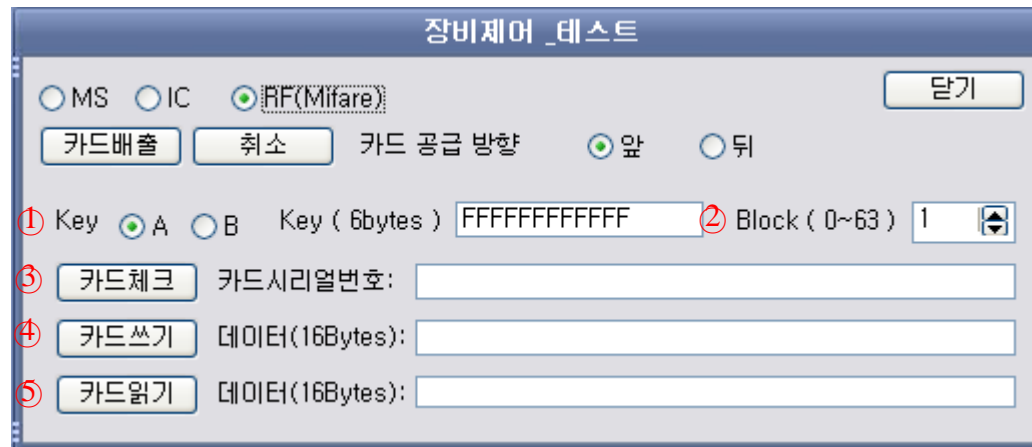 장비제어 _테스트
MS IC RF(Mifare) 닫기
카드배출 취소 카드 공급 방향 앞 뒤
① Key A B Key ( 6bytes ) FFFFFFFFFFFF ② Block ( 0~63 ) 1
③ 카드체크 카드시리얼번호:
④ 카드쓰기 데이터(16Bytes):
⑤ 카드읽기 데이터(16Bytes):